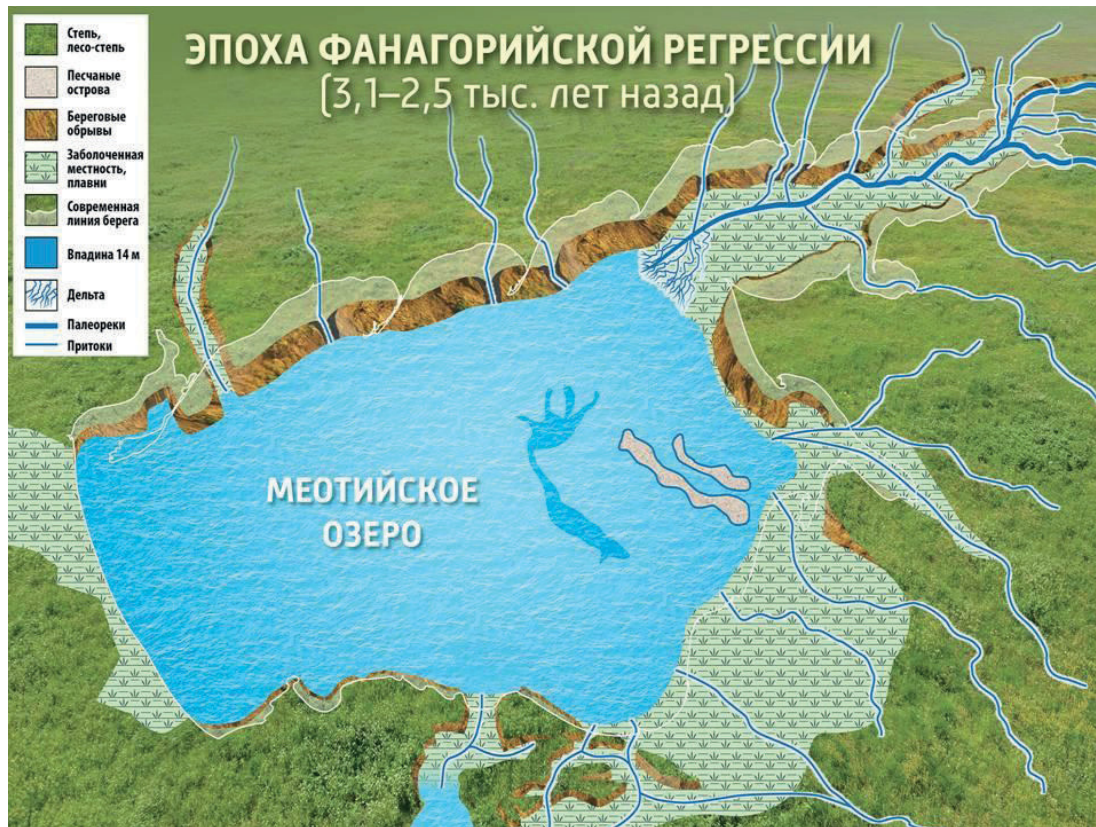 ЭПОХА ФАНАГОРИЙСКОЙ РЕГРЕССИИ
(3,1–2,5 тыс. лет назад)
Степь,
лесо-степь
Песчаные
острова
Береговые
обрывы
Заболоченная
местность,
плавни
Современная
линия берега
Впадина 14 м
Дельта
Палеореки
Притоки
МЕОТИЙСКОЕ
ОЗЕРО